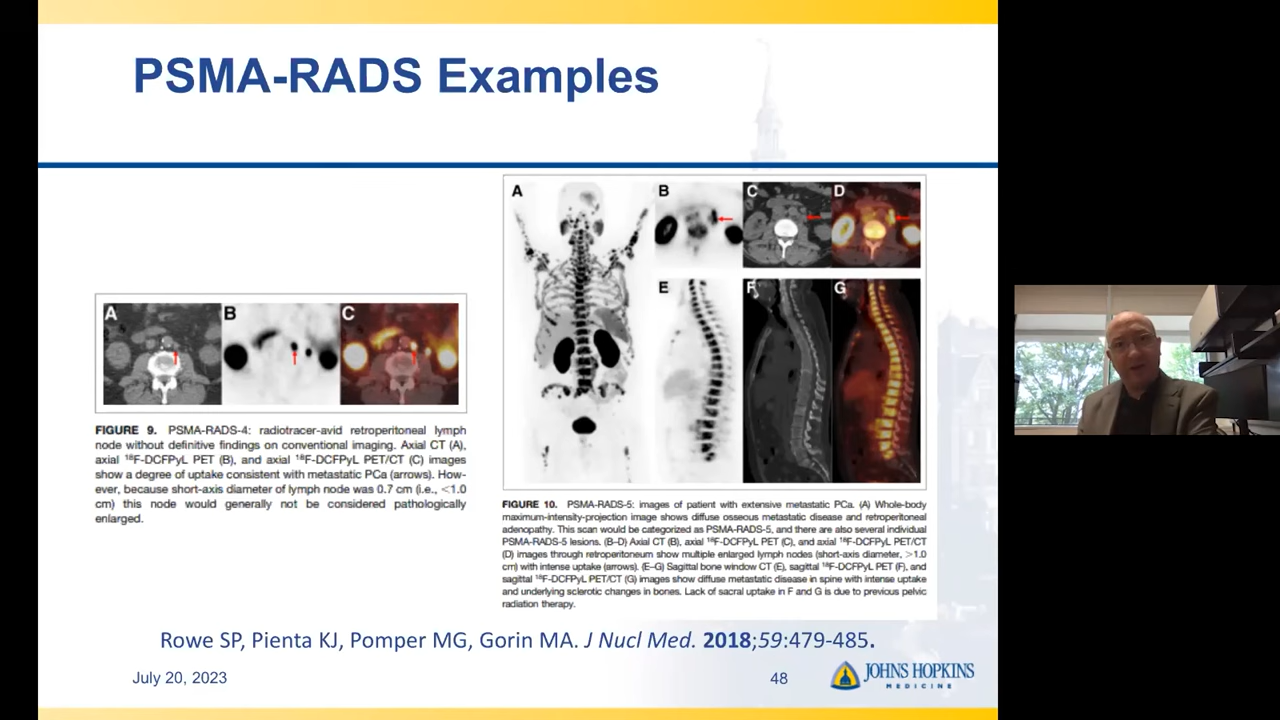 PSMA-RADS Examples
A
B
C
FIGURE 9. PSMA-RADS-4: radiotracer-avid retroperitoneal lymph
node without definitive findings on conventional imaging. Axial CT (A),
axial ¹⁸F-DCFPyL PET (B), and axial ¹⁸F-DCFPyL PET/CT (C) images
show a degree of uptake consistent with metastatic PCa (arrows). How-
ever, because short-axis diameter of lymph node was 0.7 cm (i.e., <1.0
cm) this node would generally not be considered pathologically
enlarged.
A
B
C
D
E
F
G
FIGURE 10. PSMA-RADS-5: images of patient with extensive metastatic PCa. (A) Whole-body
maximum-intensity-projection image shows diffuse osseous metastatic disease and retroperitoneal
adenopathy. This scan would be categorized as PSMA-RADS-5, and there are also several individual
PSMA-RADS-5 lesions. (B–D) Axial CT (B), axial ¹⁸F-DCFPyL PET (C), and axial ¹⁸F-DCFPyL PET/CT
(D) images through retroperitoneum show multiple enlarged lymph nodes (short-axis diameter, >1.0
cm) with intense uptake (arrows). (E–G) Sagittal bone window CT (E), sagittal ¹⁸F-DCFPyL PET (F), and
sagittal ¹⁸F-DCFPyL PET/CT (G) images show diffuse metastatic disease in spine with intense uptake
and underlying sclerotic changes in bones. Lack of sacral uptake in F and G is due to previous pelvic
radiation therapy.
Rowe SP, Pienta KJ, Pomper MG, Gorin MA. J Nucl Med. 2018;59:479-485.
July 20, 2023
48
JOHNS HOPKINS
MEDICINE